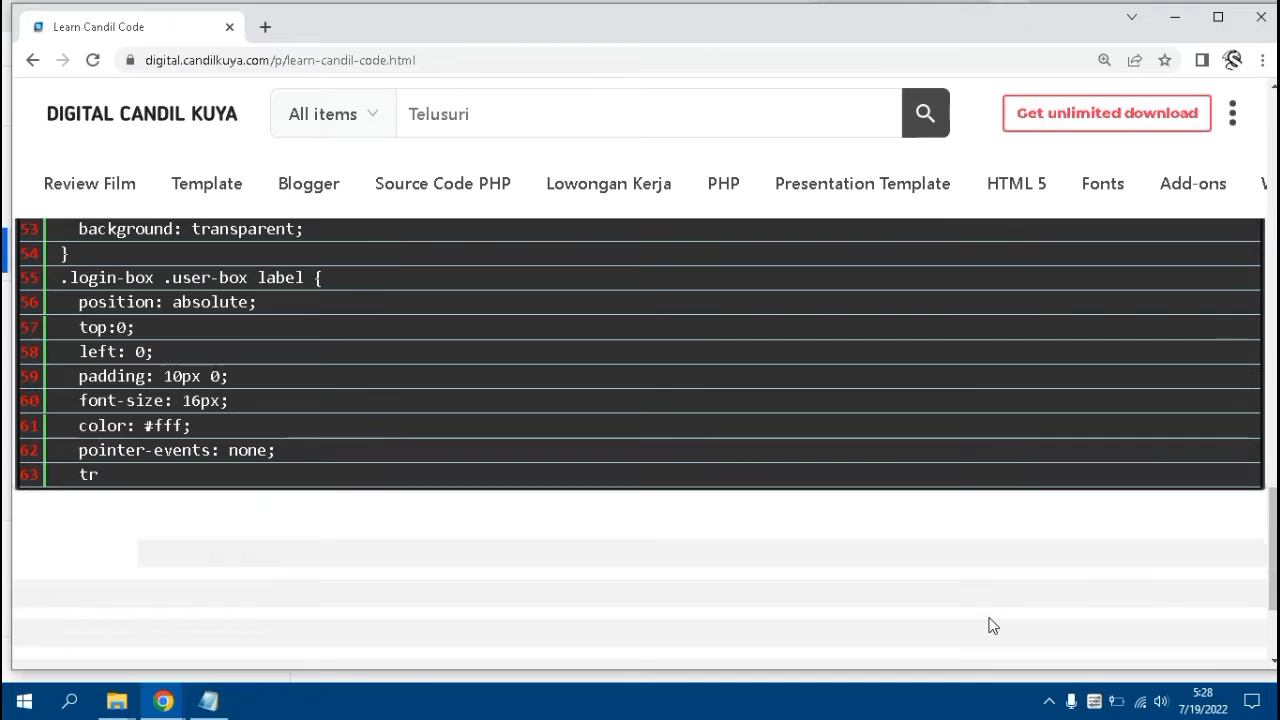 Learn Candil Code
digital.candilkuya.com/p/learn-candil-code.html
DIGITAL CANDIL KUYA
All items
Telusuri
Get unlimited download
Review Film
Template
Blogger
Source Code PHP
Lowongan Kerja
PHP
Presentation Template
HTML 5
Fonts
Add-ons
53 background: transparent;
54 }
55 .login-box .user-box label {
56 position: absolute;
57 top:0;
58 left: 0;
59 padding: 10px 0;
60 font-size: 16px;
61 color: #fff;
62 pointer-events: none;
63 tr
5:28
7/19/2022